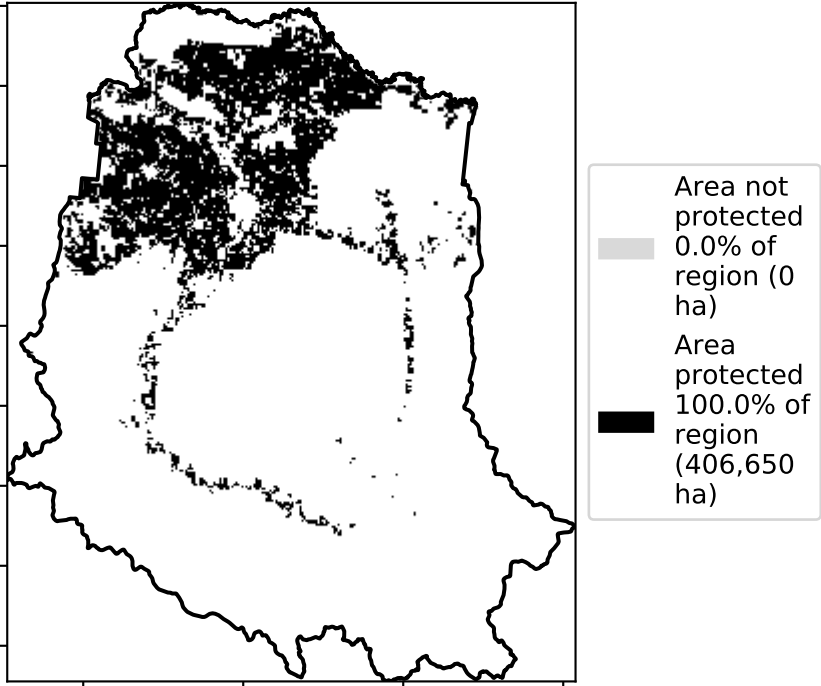 Area not
protected
0.0% of
region (0
ha)
Area
protected
100.0% of
region
(406,650
ha)